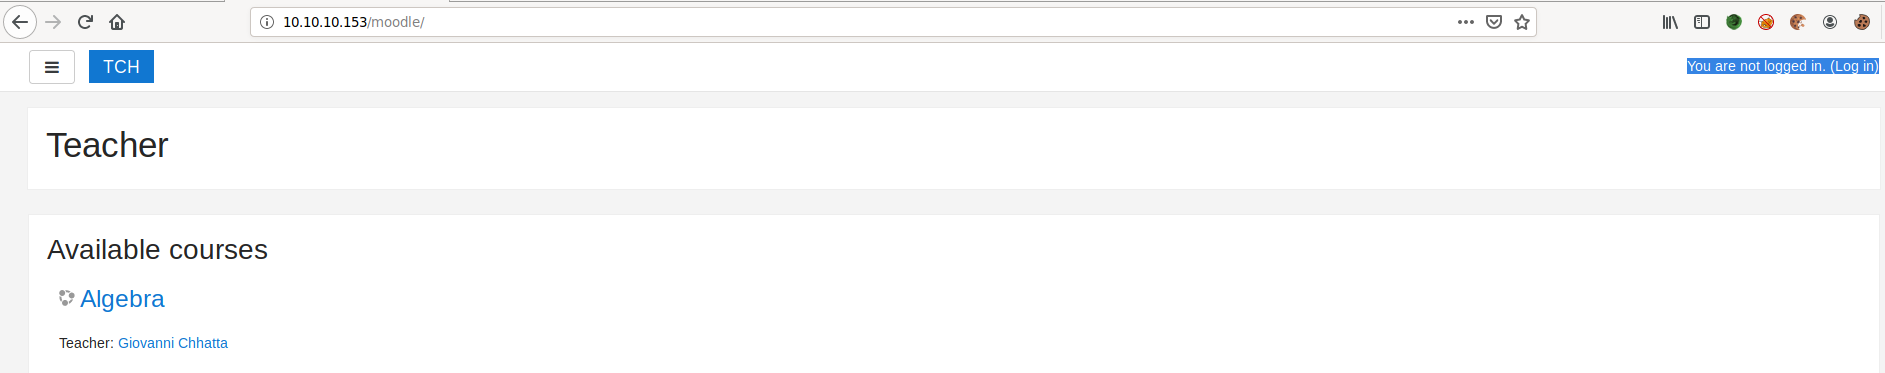 10.10.10.153/moodle/
TCH
You are not logged in. (Log in)
Teacher
Available courses
Algebra
Teacher: Giovanni Chhatta